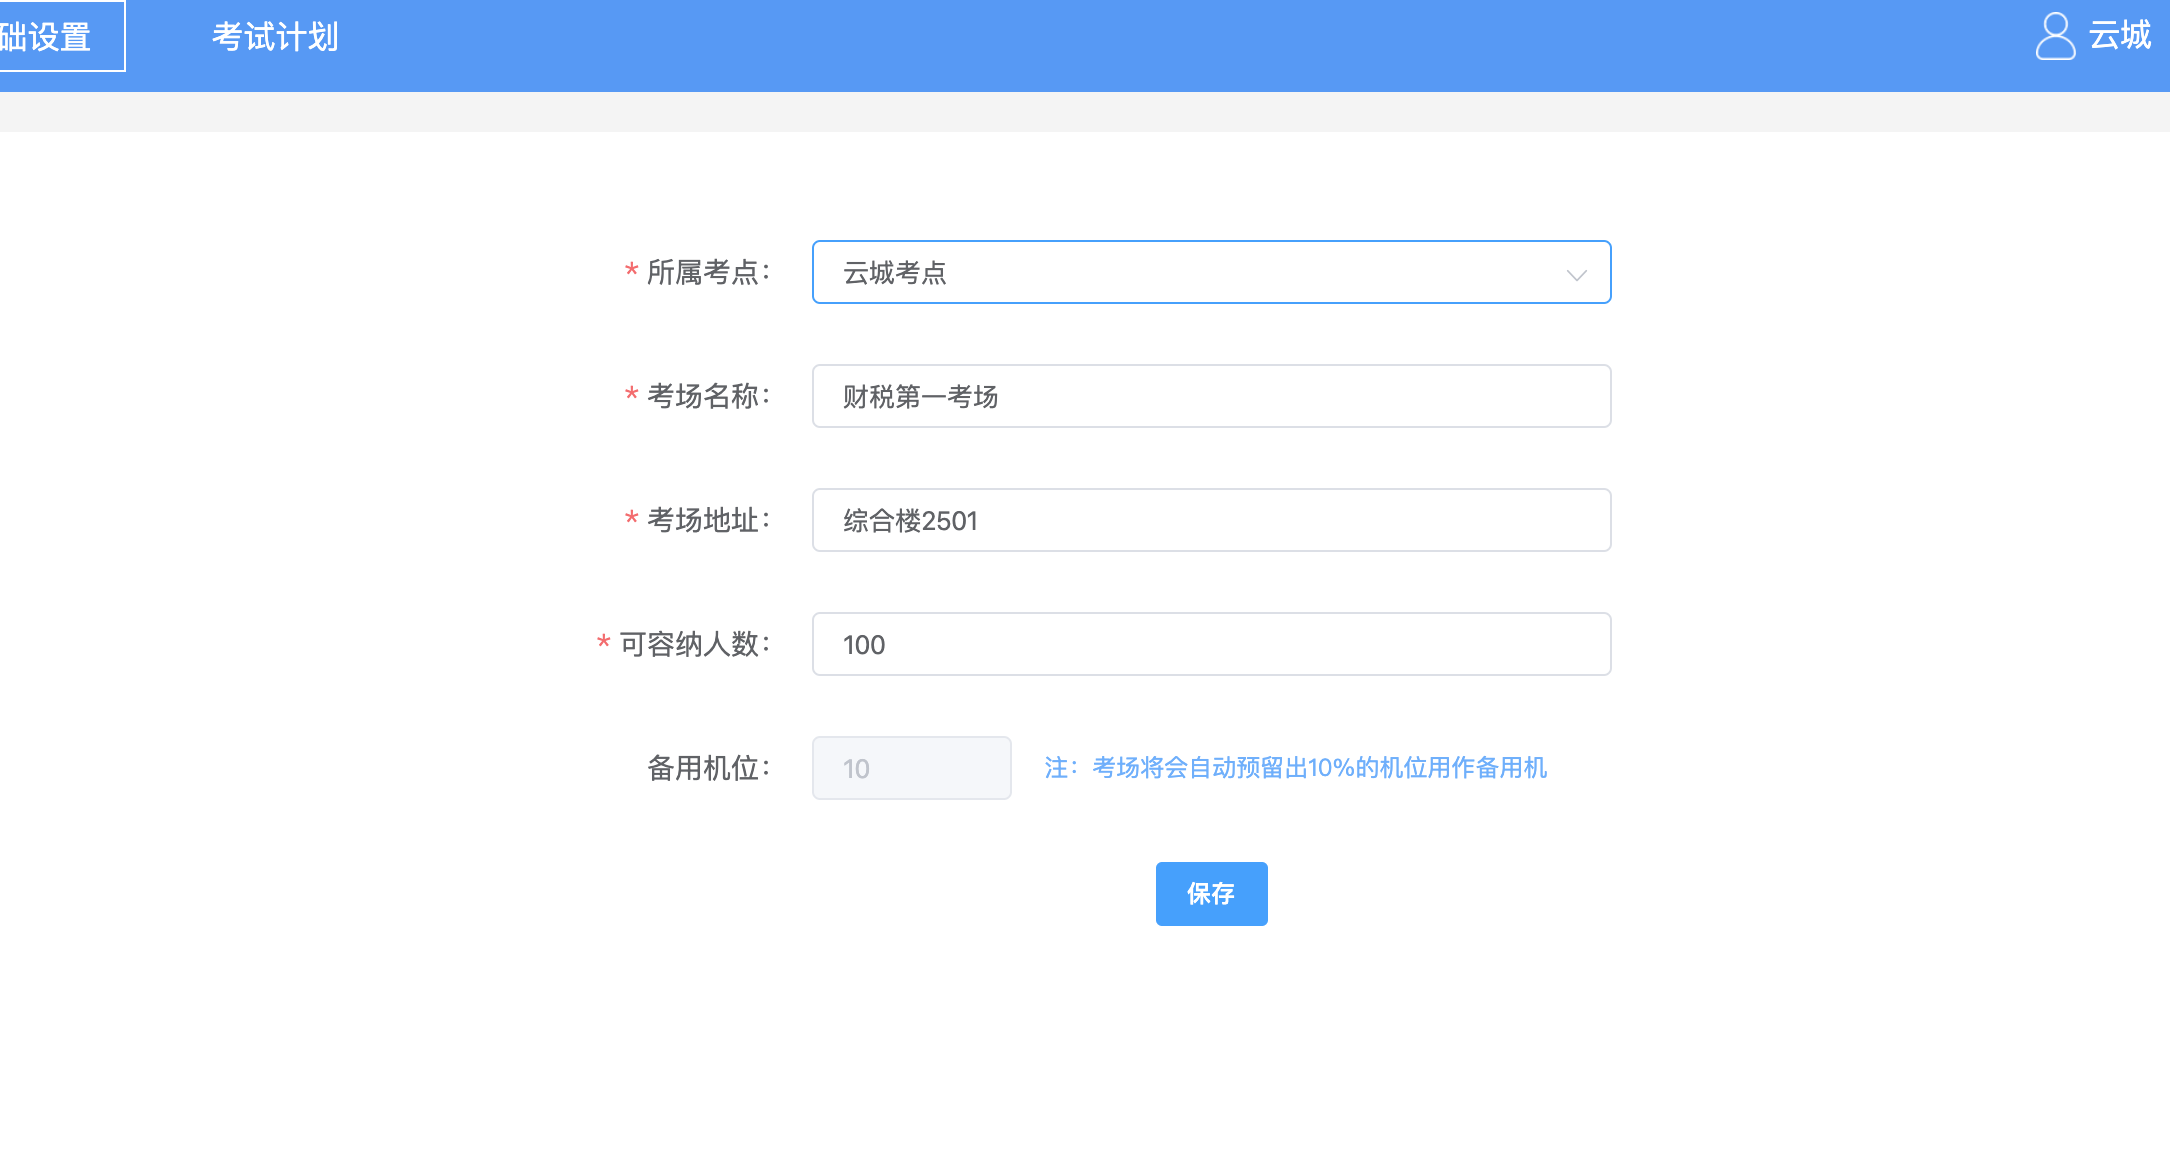 础设置 考试计划 云城
* 所属考点： 云城考点
* 考场名称： 财税第一考场
* 考场地址： 综合楼2501
* 可容纳人数： 100
备用机位： 10 注：考场将会自动预留出10%的机位用作备用机
保存